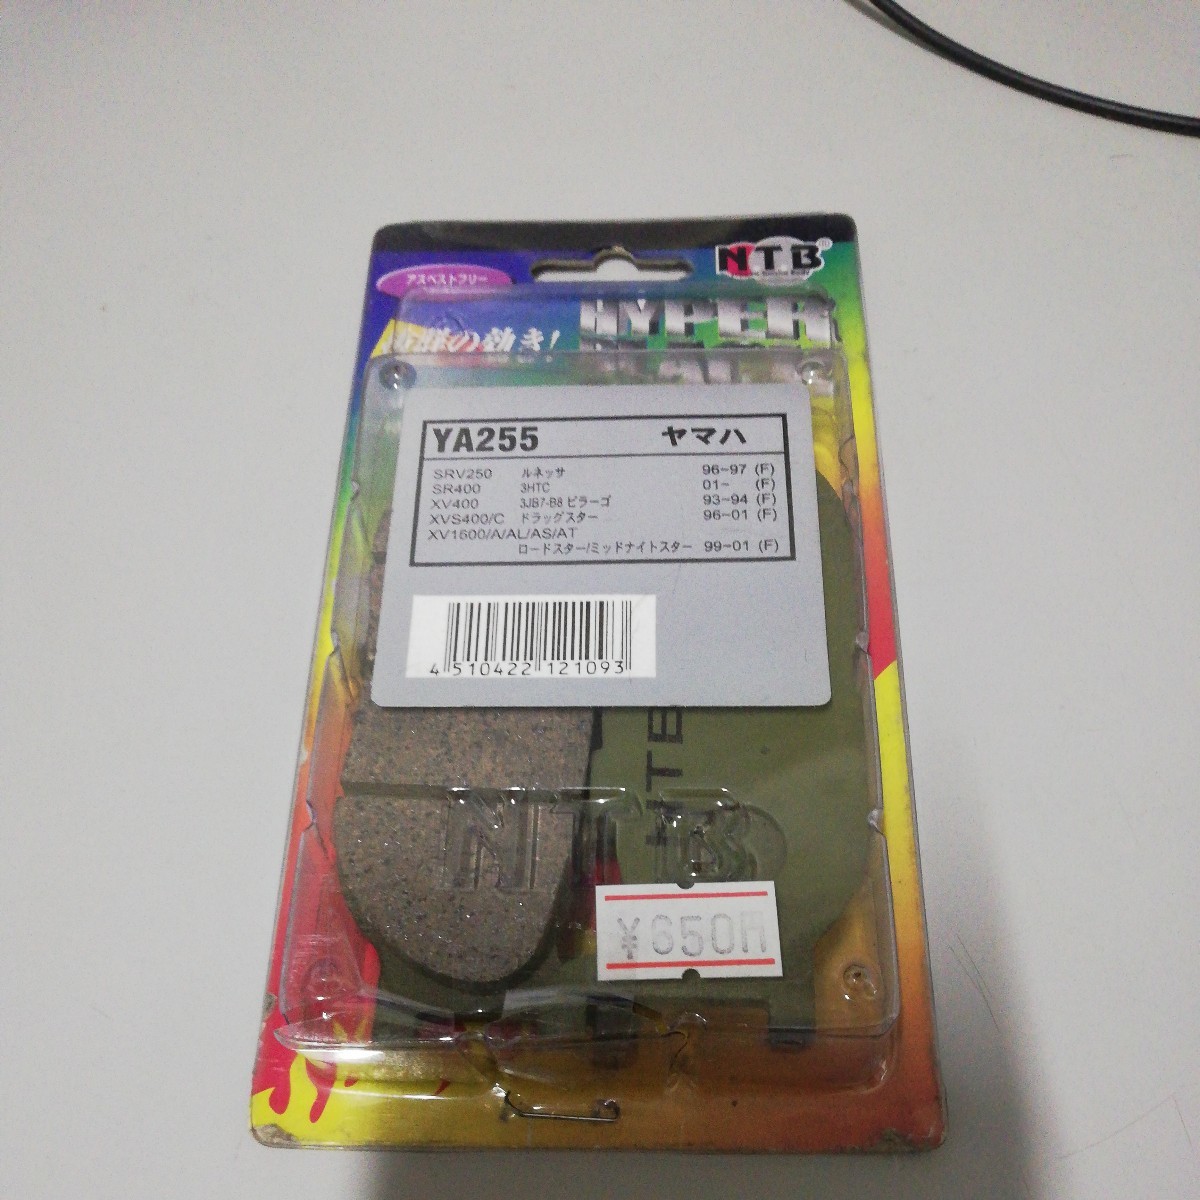 NTB®
アスベストフリー
の効き!
HYPER
YA255 ヤマハ
SRV250 ルネッサ 96-97 (F)
SR400 3HTC 01- (F)
XV400 3JB7-B8 ビラーゴ 93-94 (F)
XVS400/C ドラッグスター 96-01 (F)
XV1600/A/AL/AS/AT
ロードスター/ミッドナイトスター 99-01 (F)
4 510422 121093
NTB
NTB
¥650円